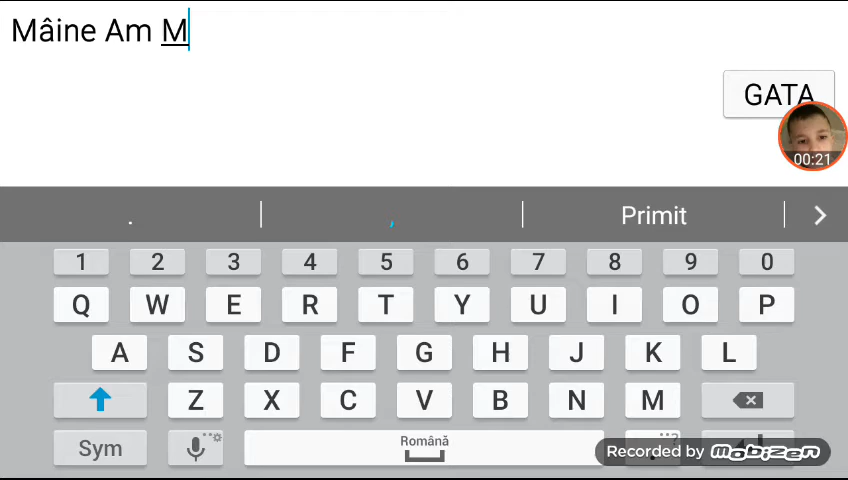 Mâine Am M
GATA
00:21
. , Primit >
1 2 3 4 5 6 7 8 9 0
Q W E R T Y U I O P
A S D F G H J K L
Z X C V B N M
Sym Română
Recorded by mobizen